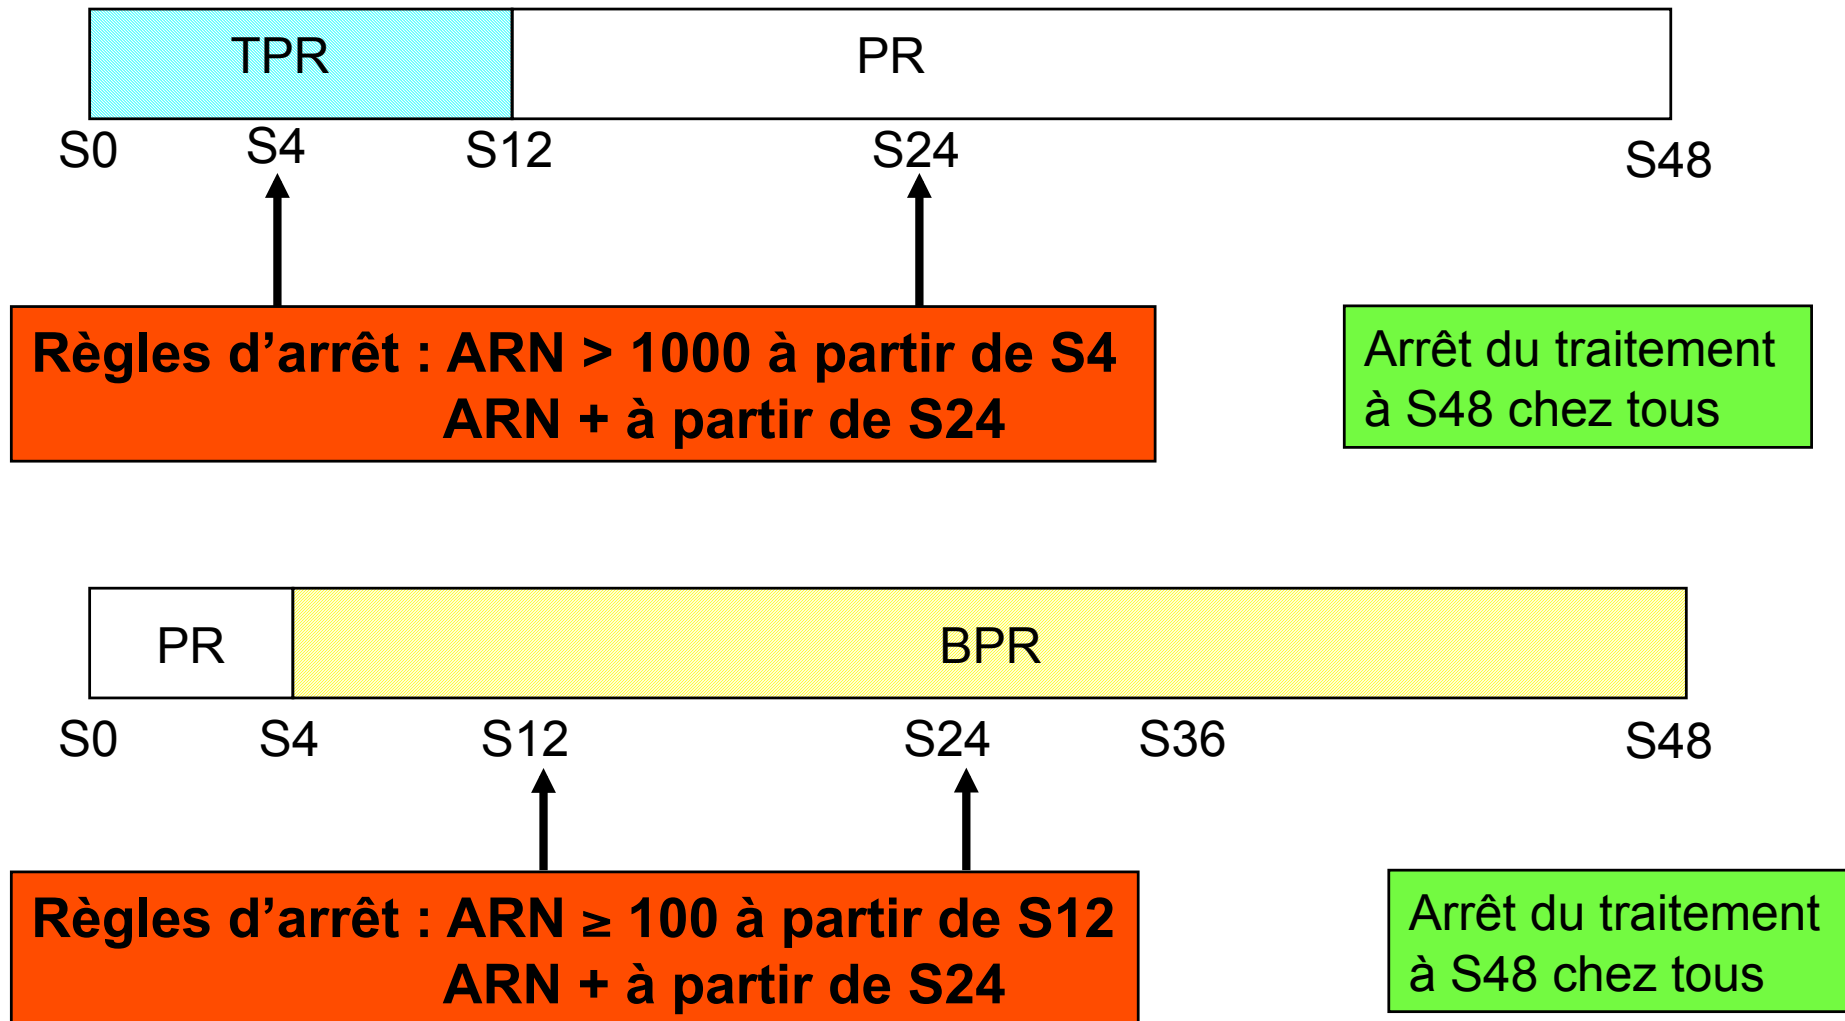 TPR PR
S0 S4 S12 S24 S48
Règles d’arrêt : ARN > 1000 à partir de S4
ARN + à partir de S24
Arrêt du traitement
à S48 chez tous
PR BPR
S0 S4 S12 S24 S36 S48
Règles d’arrêt : ARN ≥ 100 à partir de S12
ARN + à partir de S24
Arrêt du traitement
à S48 chez tous